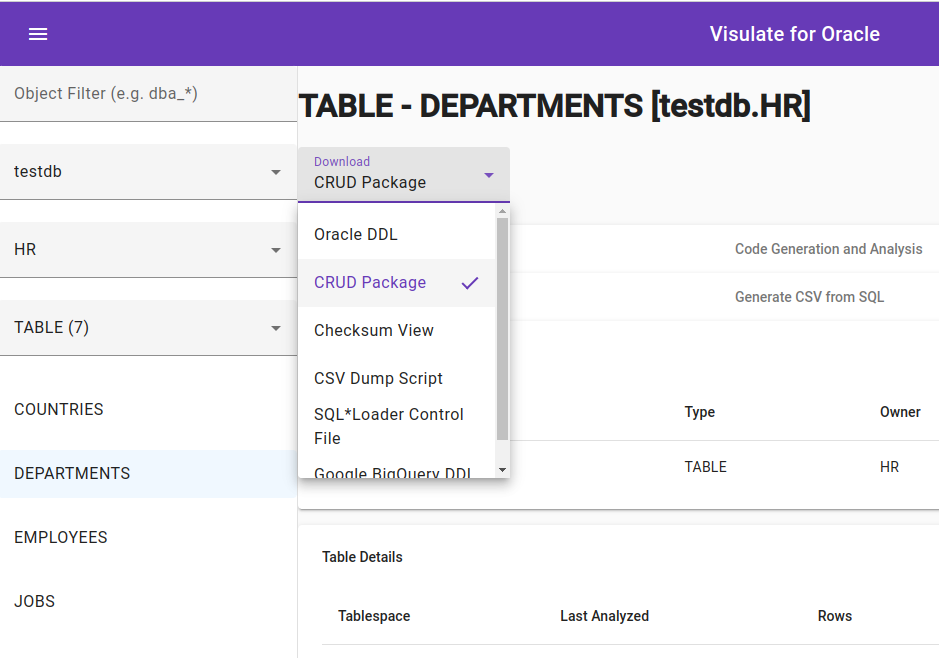 Visulate for Oracle
Object Filter (e.g. dba_*)
testdb
HR
TABLE (7)
COUNTRIES
DEPARTMENTS
EMPLOYEES
JOBS
TABLE - DEPARTMENTS [testdb.HR]
Download
CRUD Package
Oracle DDL
CRUD Package
Checksum View
CSV Dump Script
SQL*Loader Control
File
Google BigQuery DDL
Code Generation and Analysis
Generate CSV from SQL
Type Owner
TABLE HR
Table Details
Tablespace Last Analyzed Rows